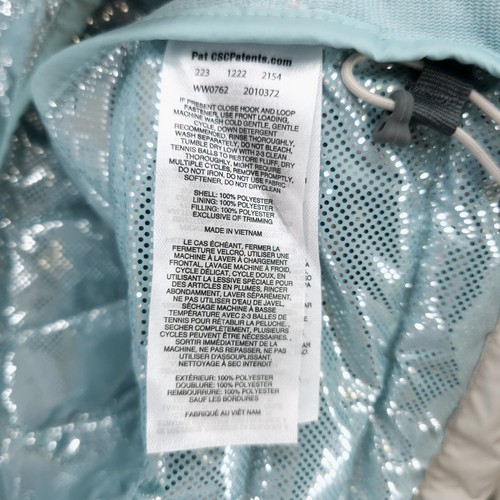 Pat CSCPatents.com
223 1222 2154
WW0762 2010372
IF PRESENT CLOSE HOOK AND LOOP
FASTENER, USE FRONT LOADING,
MACHINE WASH COLD GENTLE, GENTLE
CYCLE, DOWN DETERGENT
RECOMMENDED, RINSE THOROUGHLY,
WASH SEPARATELY, DO NOT BLEACH,
TUMBLE DRY LOW WITH 2-3 CLEAN
TENNIS BALLS TO RESTORE FLUFF, DRY
THOROUGHLY, MIGHT REQUIRE
MULTIPLE CYCLES, REMOVE PROMPTLY,
DO NOT IRON, DO NOT USE FABRIC
SOFTENER, DO NOT DRYCLEAN
SHELL: 100% POLYESTER
LINING: 100% POLYESTER
FILLING: 100% POLYESTER
EXCLUSIVE OF TRIMMING
MADE IN VIETNAM
LE CAS ÉCHÉANT, FERMER LA
FERMETURE VELCRO, UTILISER UNE
MACHINE À LAVER À CHARGEMENT
FRONTAL, LAVAGE MACHINE À FROID,
CYCLE DÉLICAT, CYCLE DOUX, EN
UTILISANT LA LESSIVE SPÉCIALE POUR
DES ARTICLES EN PLUMES, RINCER
ABONDAMMENT, LAVER SÉPARÉMENT,
NE PAS UTILISER D'EAU DE JAVEL,
SÉCHAGE MACHINE À BASSE
TEMPÉRATURE AVEC 2-3 BALLES DE
TENNIS POUR RÉTABLIR LA PELUCHE,
SÉCHER COMPLÈTEMENT, PLUSIEURS
CYCLES PEUVENT ÊTRE NÉCESSAIRES,
SORTIR IMMÉDIATEMENT DE LA
MACHINE, NE PAS REPASSER, NE PAS
UTILISER D'ASSOUPLISSANT,
NETTOYAGE À SEC INTERDIT
EXTÉRIEUR: 100% POLYESTER
DOUBLURE: 100% POLYESTER
REMBOURRURE: 100% POLYESTER
SAUF LES BORDURES
FABRIQUÉ AU VIÊT NAM